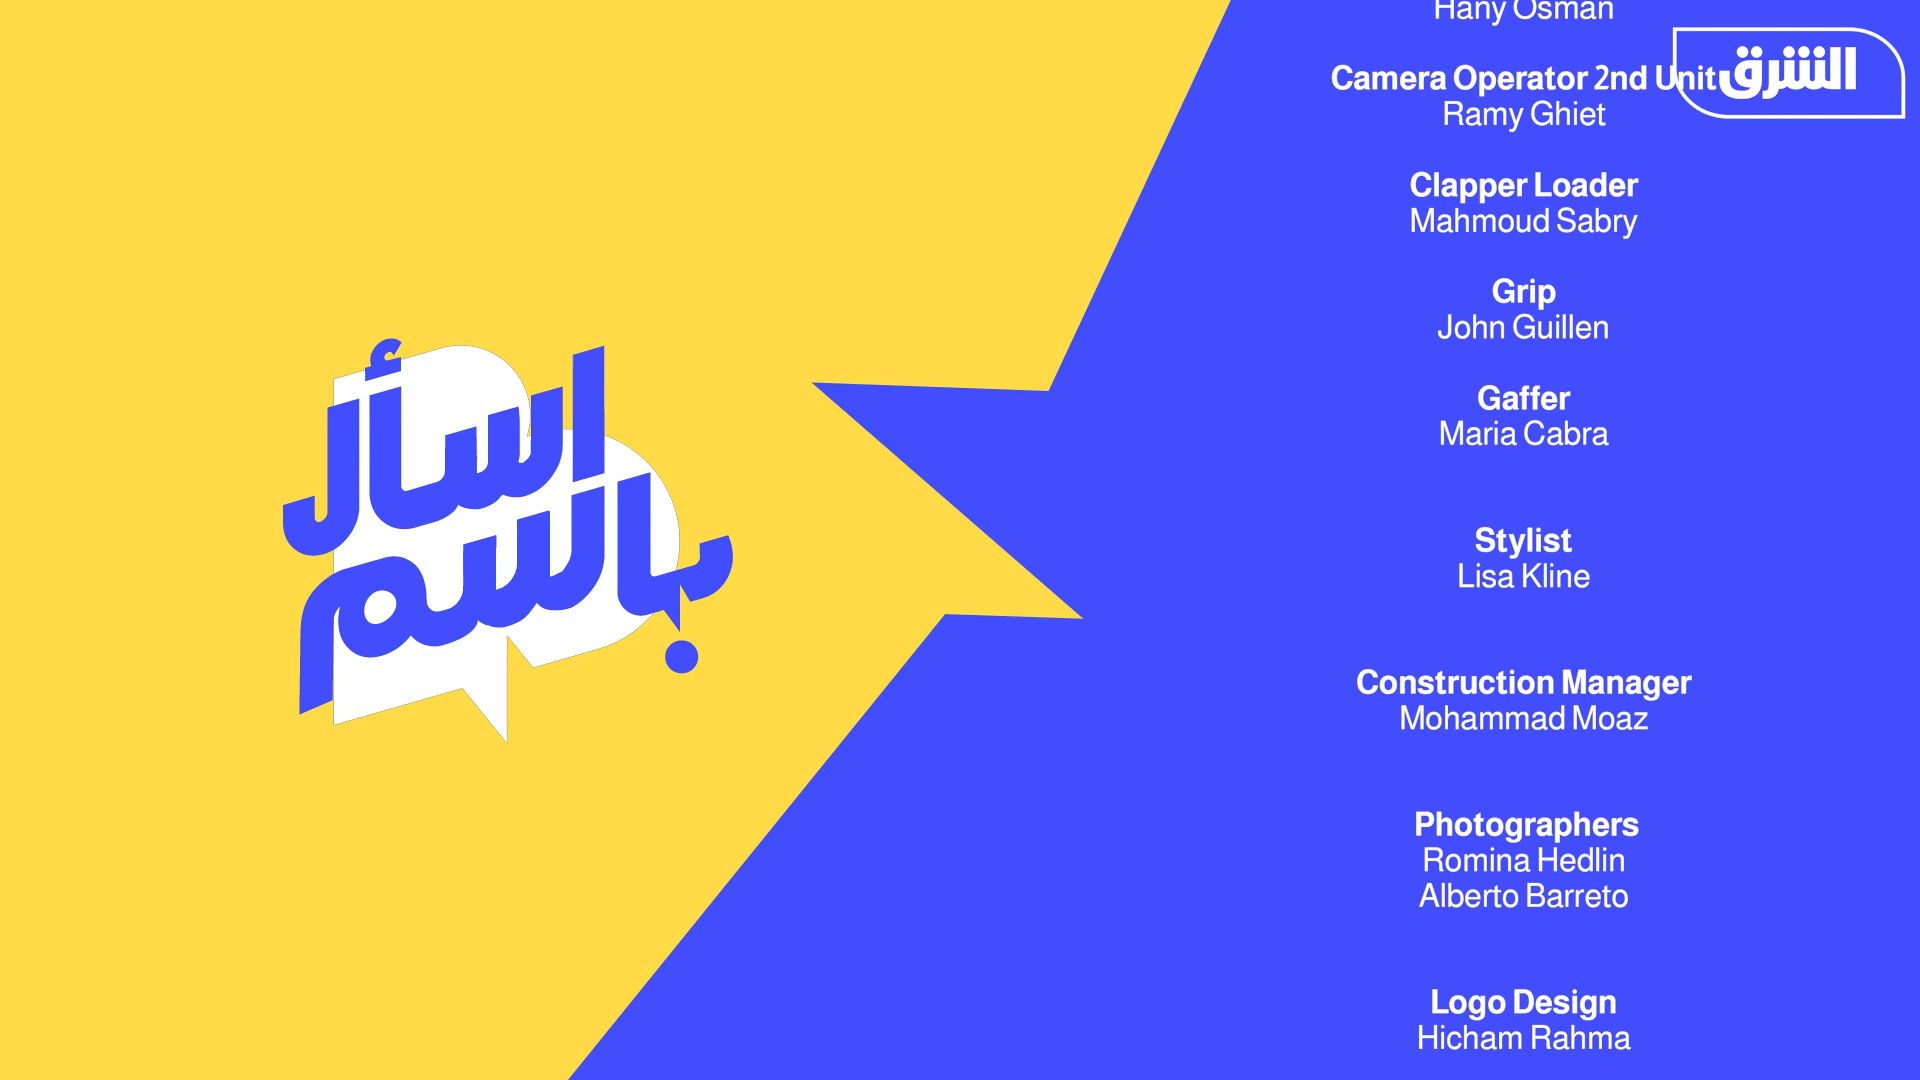 اسأل
باسم
الشرق
Hany Osman
Camera Operator 2nd Unit
Ramy Ghiet
Clapper Loader
Mahmoud Sabry
Grip
John Guillen
Gaffer
Maria Cabra
Stylist
Lisa Kline
Construction Manager
Mohammad Moaz
Photographers
Romina Hedlin
Alberto Barreto
Logo Design
Hicham Rahma